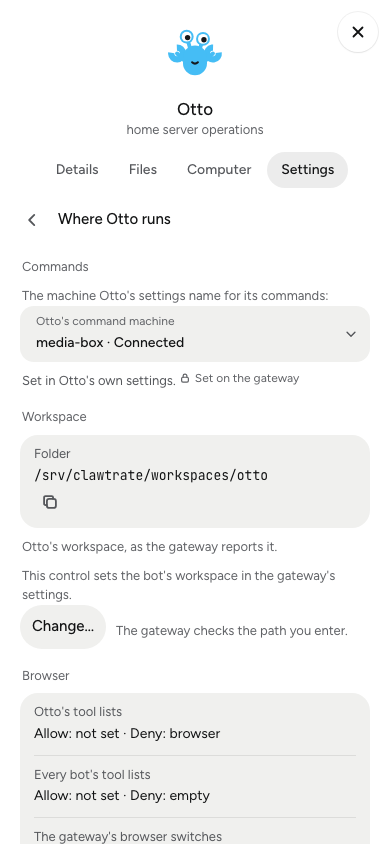 Otto
home server operations
Details Files Computer Settings
Where Otto runs
Commands
The machine Otto's settings name for its commands:
Otto's command machine
media-box · Connected
Set in Otto's own settings. Set on the gateway
Workspace
Folder
/srv/clawtrate/workspaces/otto
Otto's workspace, as the gateway reports it.
This control sets the bot's workspace in the gateway's
settings.
Change... The gateway checks the path you enter.
Browser
Otto's tool lists
Allow: not set · Deny: browser
Every bot's tool lists
Allow: not set · Deny: empty
The gateway's browser switches